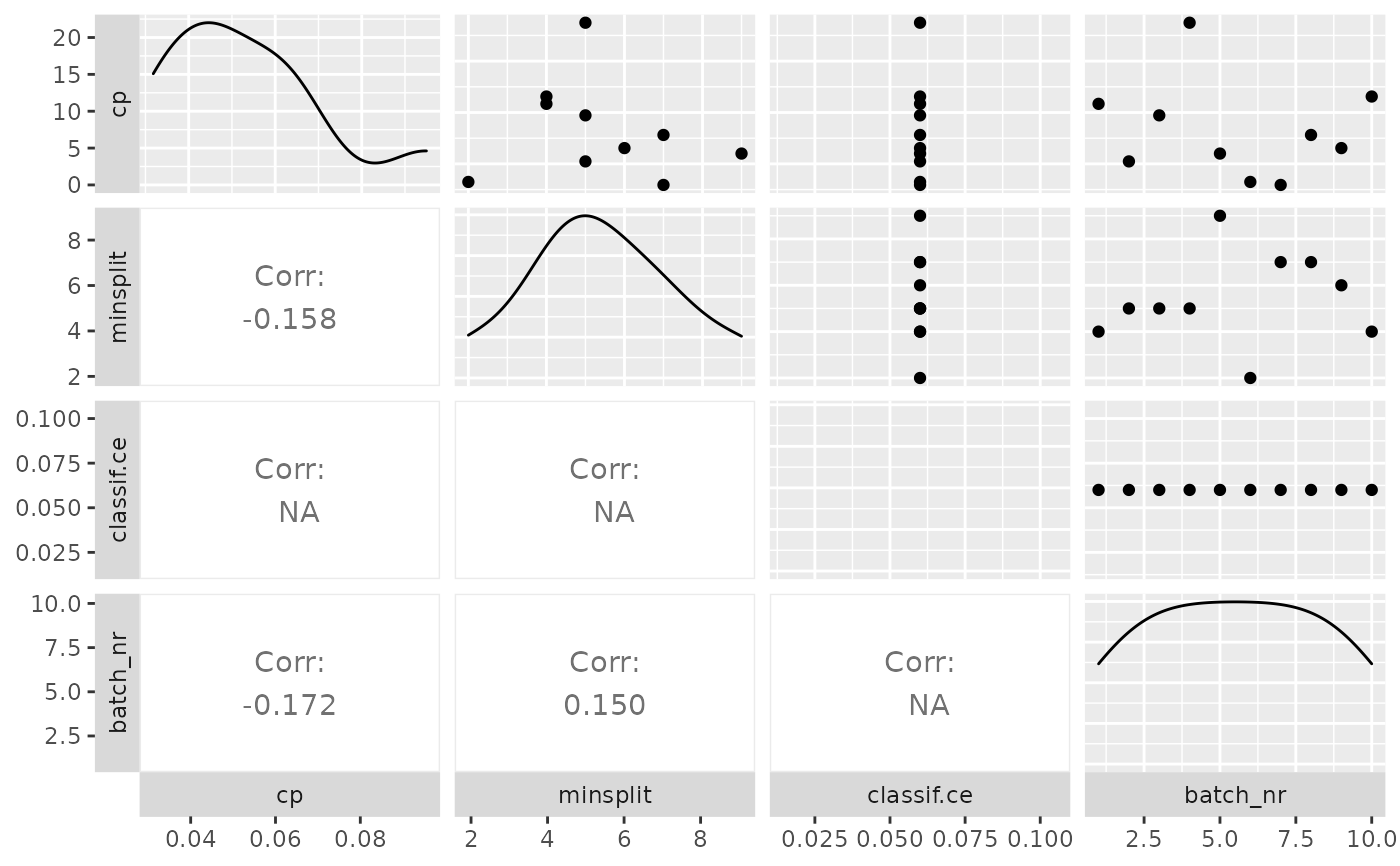 20
15
10
5
0
cp
8
6
4
2
minsplit
Corr:
-0.158
0.100
0.075
0.050
0.025
classif.ce
Corr:
NA
Corr:
NA
10.0
7.5
5.0
2.5
batch_nr
Corr:
-0.172
Corr:
0.150
Corr:
NA
cp
minsplit
classif.ce
batch_nr
0.04 0.06 0.08
2 4 6 8
0.025 0.050 0.075 0.100
2.5 5.0 7.5 10.0